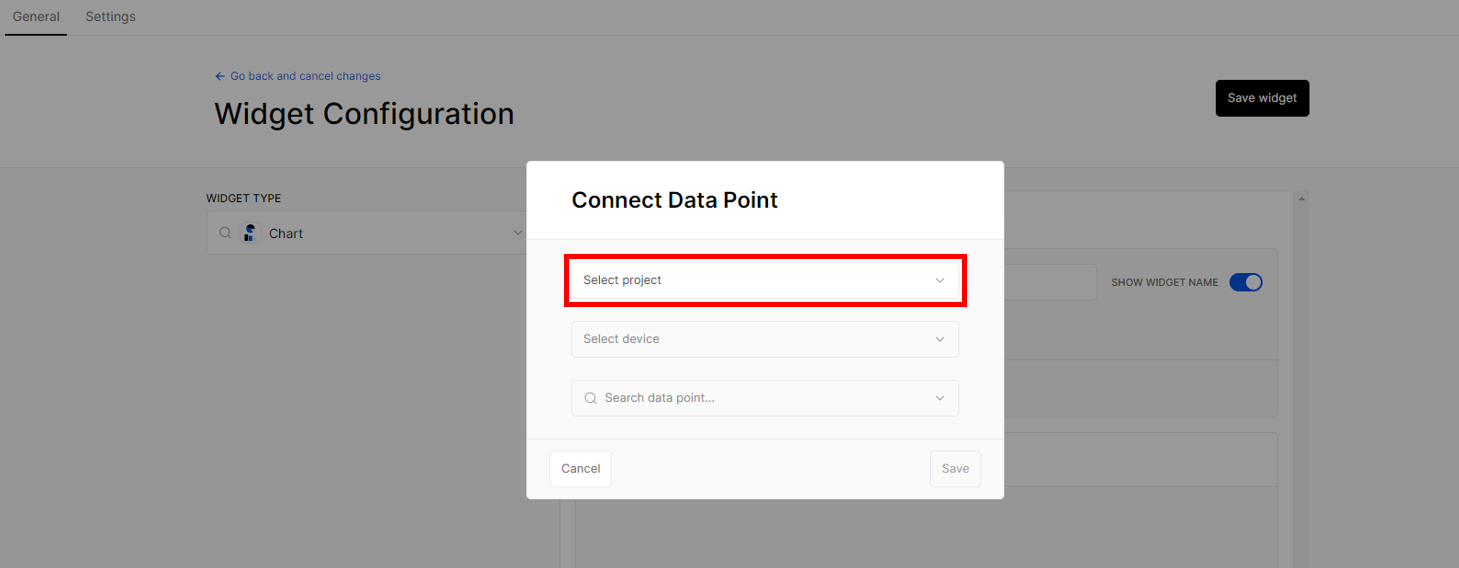 General
Settings
Go back and cancel changes
Widget Configuration
Save widget
WIDGET TYPE
Chart
Connect Data Point
Select project
SHOW WIDGET NAME
Select device
Search data point...
Cancel
Save